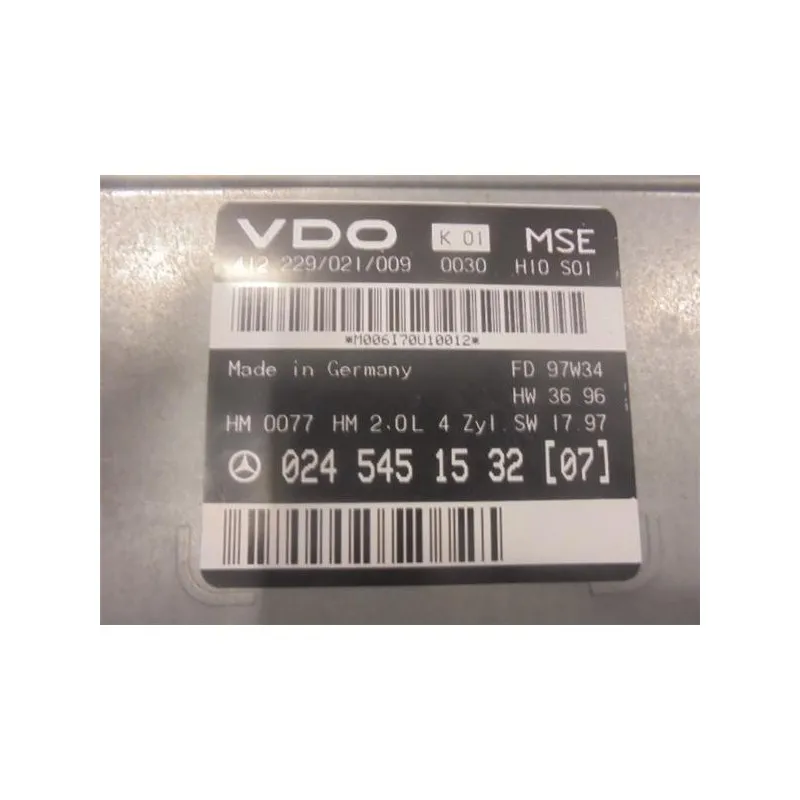 VDO K 01 MSE
412 229/021/009 0030 H10 S01
*M006170U10012*
Made in Germany FD 97W34
HW 36 96
HM 0077 HM 2.0L 4 Zyl. SW 17.97
024 545 15 32 [07]